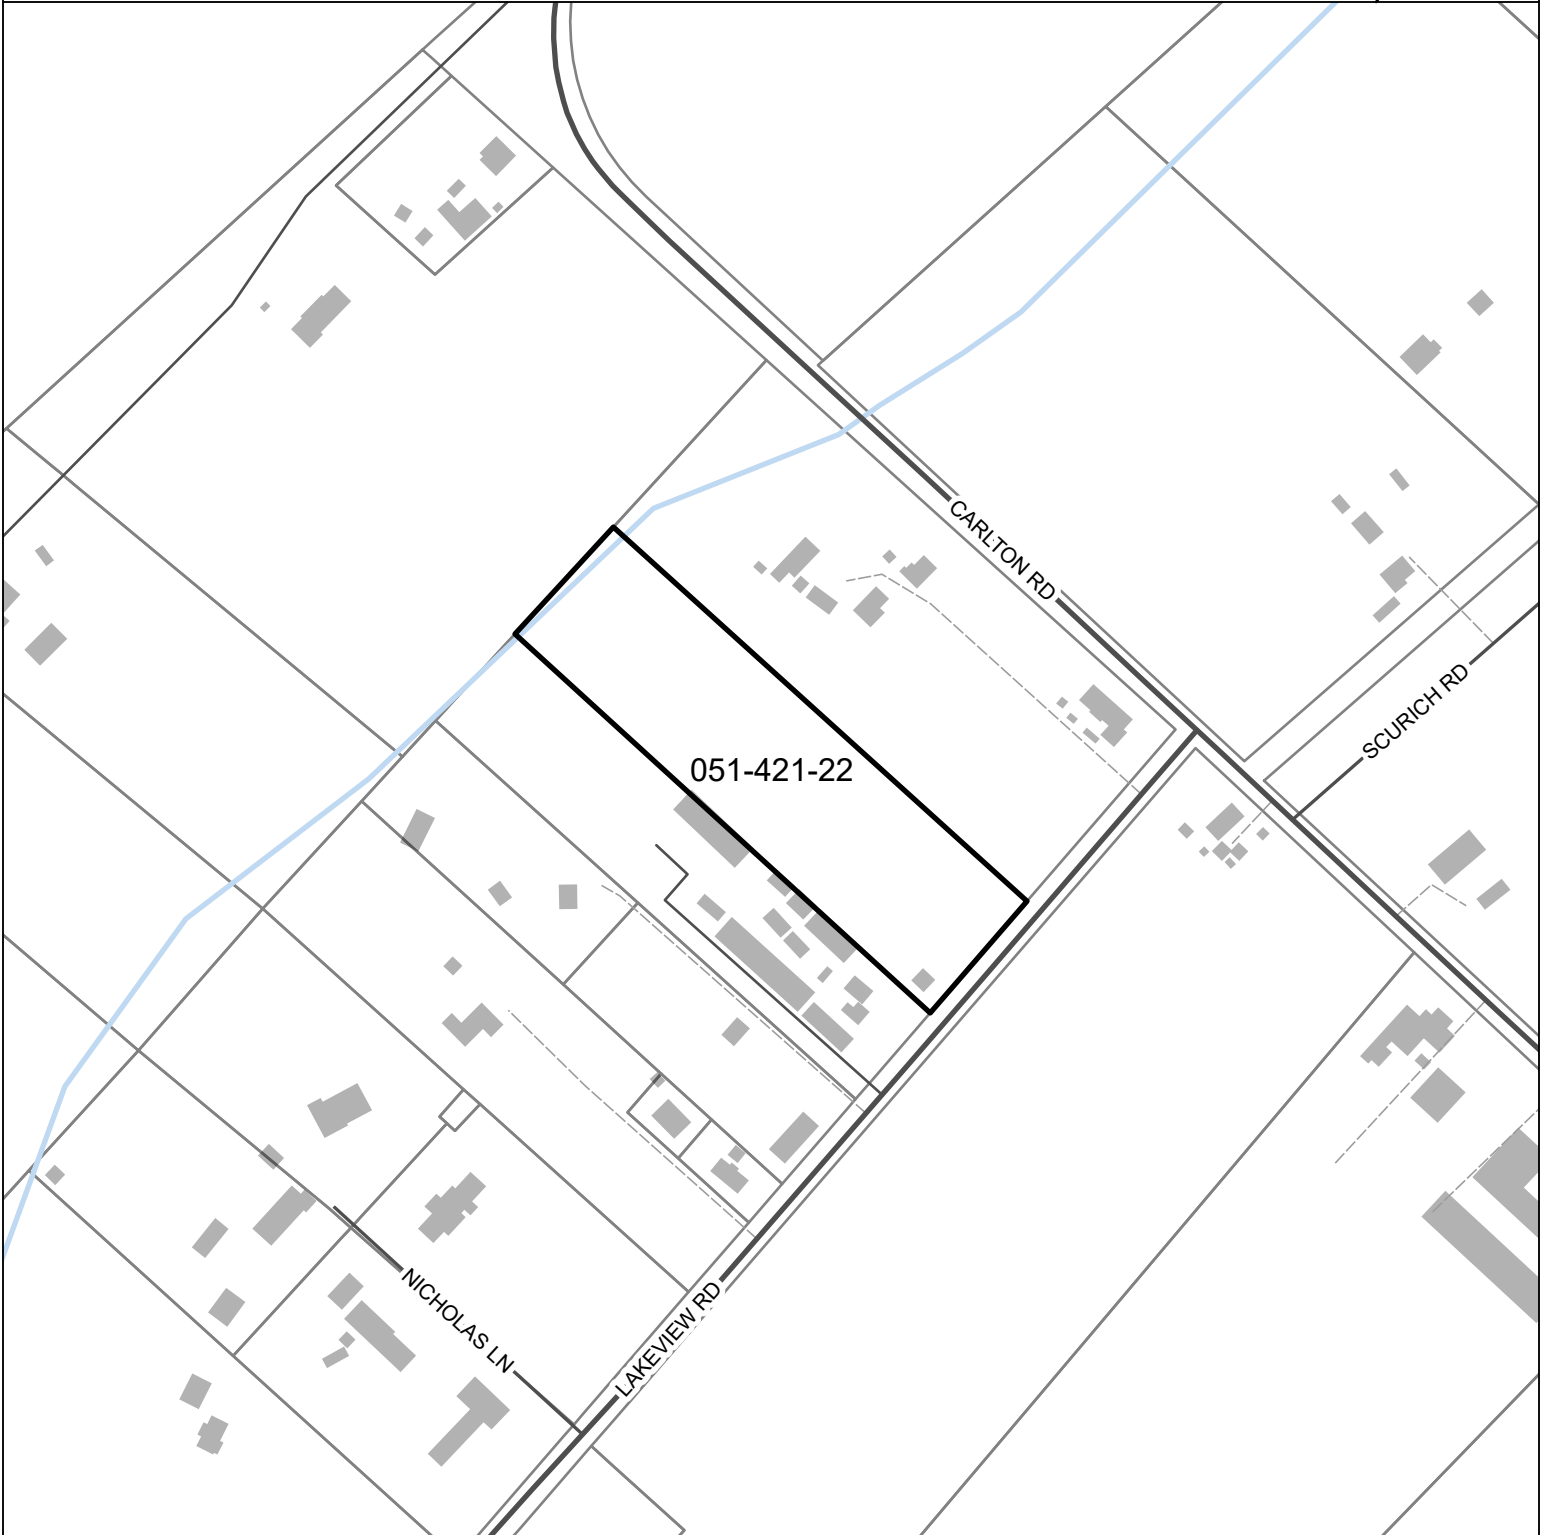 CARLTON RD
SCURICH RD
051-421-22
NICHOLAS LN
LAKEVIEW RD